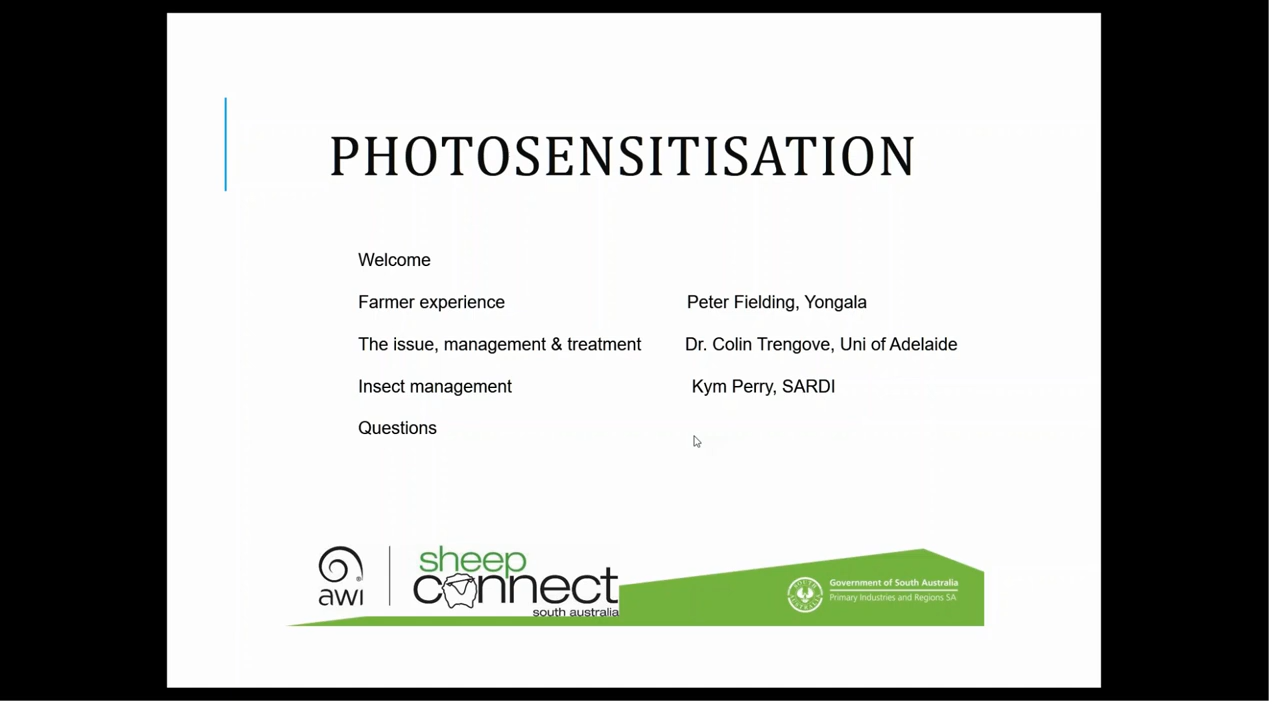 PHOTOSENSITISATION
Welcome
Farmer experience Peter Fielding, Yongala
The issue, management & treatment Dr. Colin Trengove, Uni of Adelaide
Insect management Kym Perry, SARDI
Questions
awi
sheep
connect
south australia
Government of South Australia
Primary Industries and Regions SA